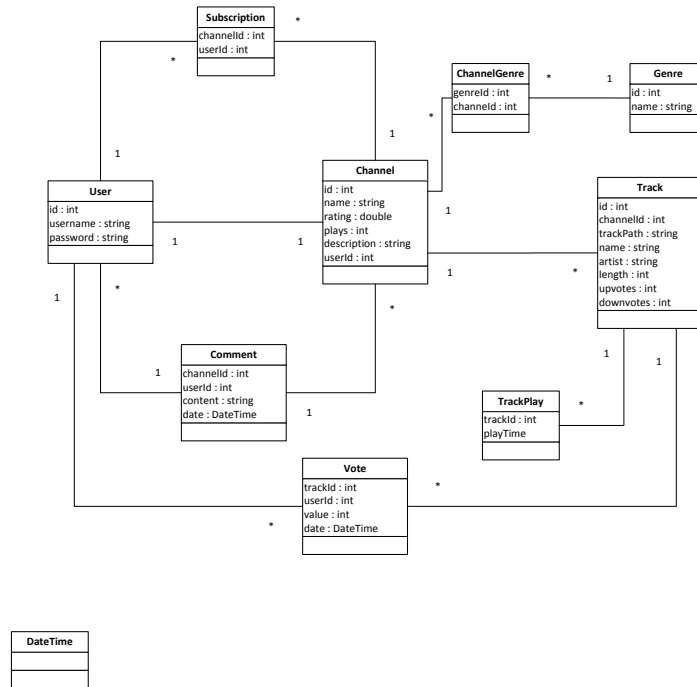 Subscription
channelId : int
userId : int
*
*
1
1
ChannelGenre
genreId : int
channelId : int
*
1
*
1
Genre
id : int
name : string
User
id : int
username : string
password : string
1
1
1
*
Channel
id : int
name : string
rating : double
plays : int
description : string
userId : int
1
*
*
Track
id : int
channelId : int
trackPath : string
name : string
artist : string
length : int
upvotes : int
downvotes : int
1
1
Comment
channelId : int
userId : int
content : string
date : DateTime
1
1
TrackPlay
trackId : int
playTime
*
Vote
trackId : int
userId : int
value : int
date : DateTime
*
*
DateTime